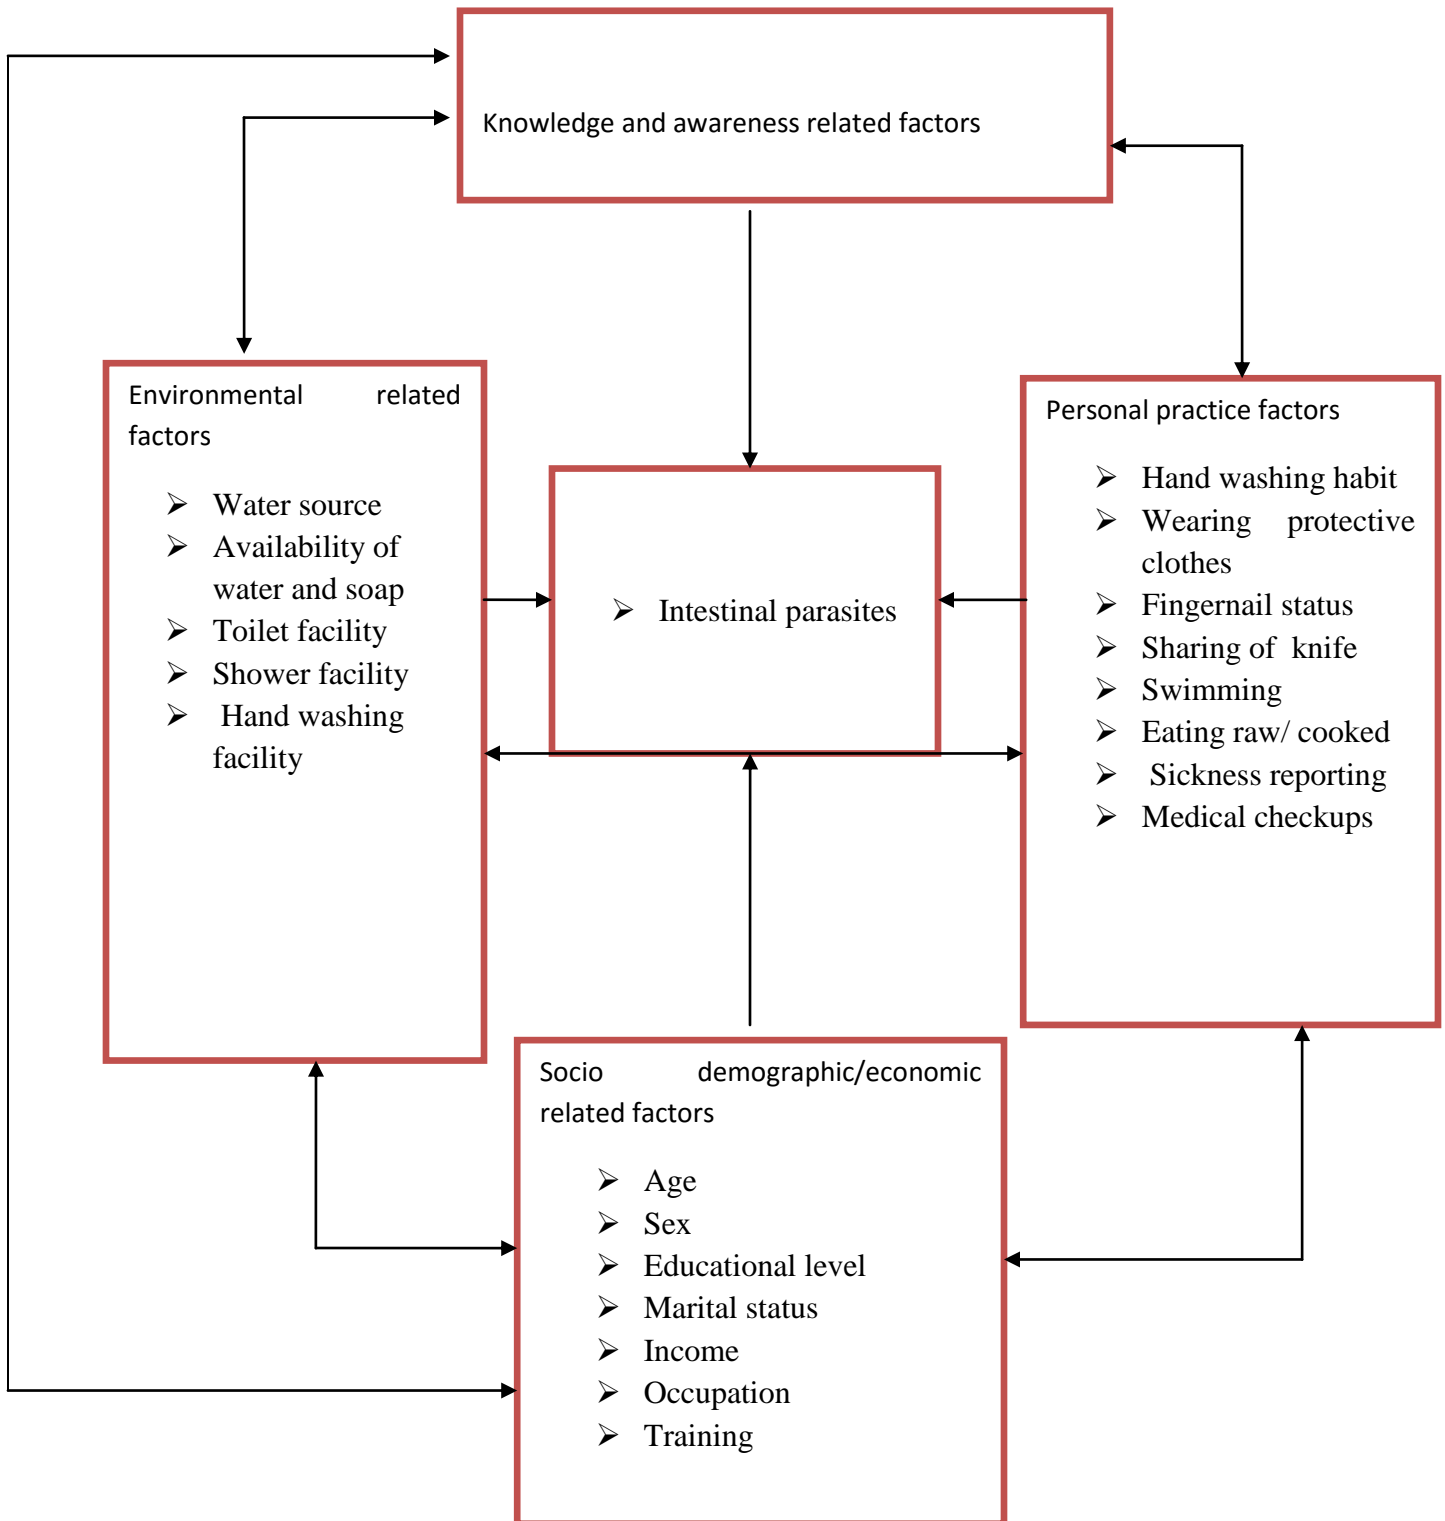 Knowledge and awareness related factors
Environmental related
factors
➢ Water source
➢ Availability of
water and soap
➢ Toilet facility
➢ Shower facility
➢ Hand washing
facility
➢ Intestinal parasites
Personal practice factors
➢ Hand washing habit
➢ Wearing protective
clothes
➢ Fingernail status
➢ Sharing of knife
➢ Swimming
➢ Eating raw/ cooked
➢ Sickness reporting
➢ Medical checkups
Socio demographic/economic
related factors
➢ Age
➢ Sex
➢ Educational level
➢ Marital status
➢ Income
➢ Occupation
➢ Training